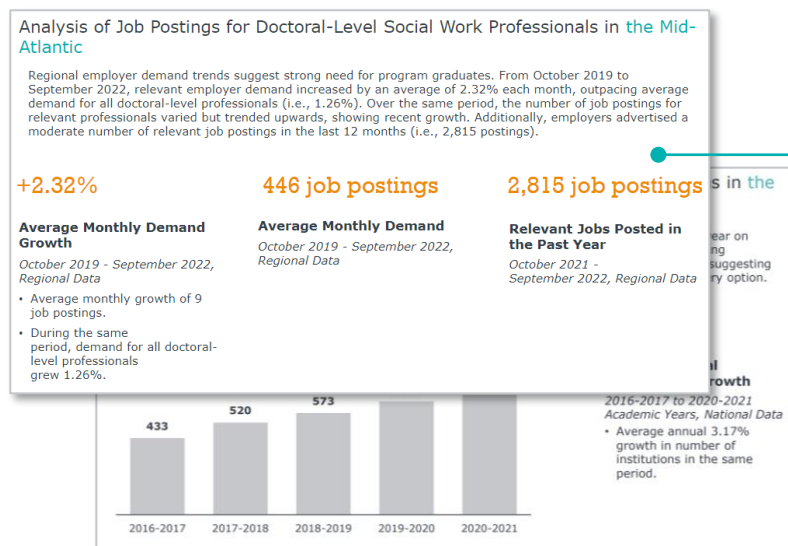 Analysis of Job Postings for Doctoral-Level Social Work Professionals in the Mid-
Atlantic
Regional employer demand trends suggest strong need for program graduates. From October 2019 to
September 2022, relevant employer demand increased by an average of 2.32% each month, outpacing average
demand for all doctoral-level professionals (i.e., 1.26%). Over the same period, the number of job postings for
relevant professionals varied but trended upwards, showing recent growth. Additionally, employers advertised a
moderate number of relevant job postings in the last 12 months (i.e., 2,815 postings).
+2.32%
Average Monthly Demand
Growth
October 2019 - September 2022,
Regional Data
• Average monthly growth of 9
job postings.
• During the same
period, demand for all doctoral-
level professionals
grew 1.26%.
446 job postings
Average Monthly Demand
October 2019 - September 2022,
Regional Data
2,815 job postings
Relevant Jobs Posted in
the Past Year
October 2021 -
September 2022, Regional Data
s in the
on
suggesting
option.
2016-2017 to 2020-2021
Academic Years, National Data
• Average annual 3.17%
growth in number of
institutions in the same
period.
433
520
573
2016-2017
2017-2018
2018-2019
2019-2020
2020-2021